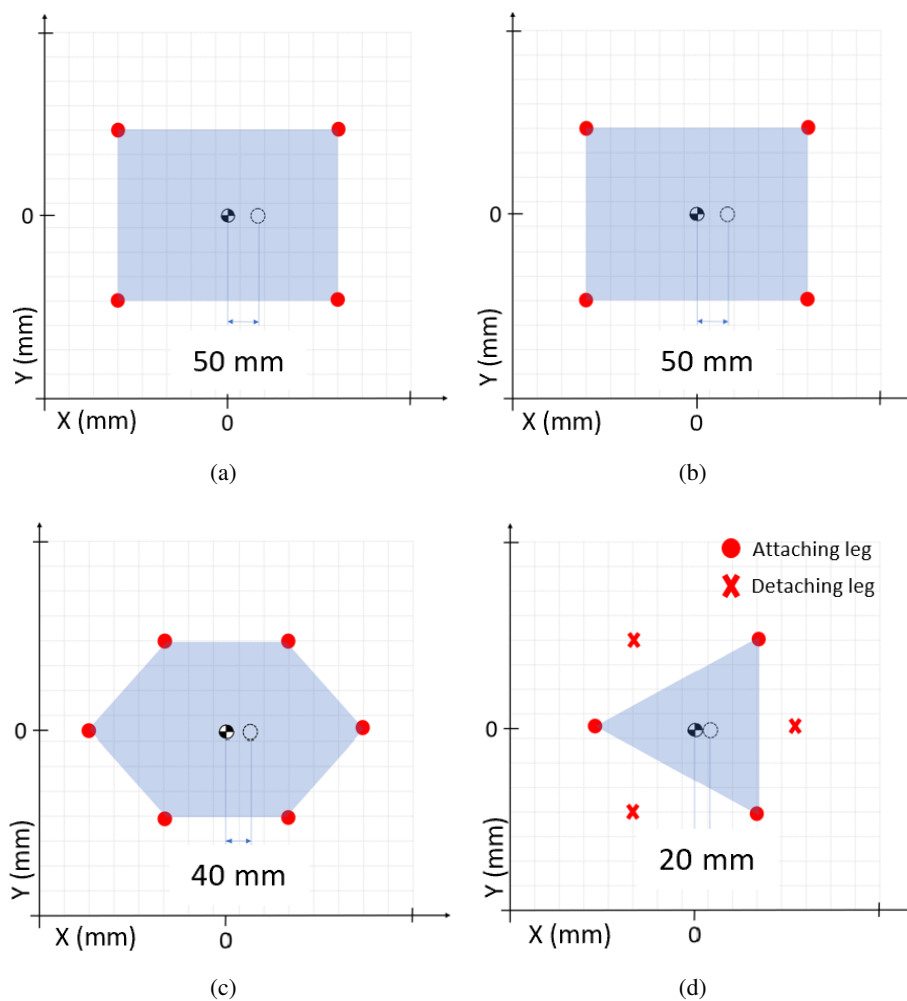 0
Y (mm)
50 mm
X (mm)
0
(a)
0
Y (mm)
50 mm
X (mm)
0
(b)
0
Y (mm)
40 mm
X (mm)
0
(c)
Attaching leg
Detaching leg
0
Y (mm)
20 mm
X (mm)
0
(d)